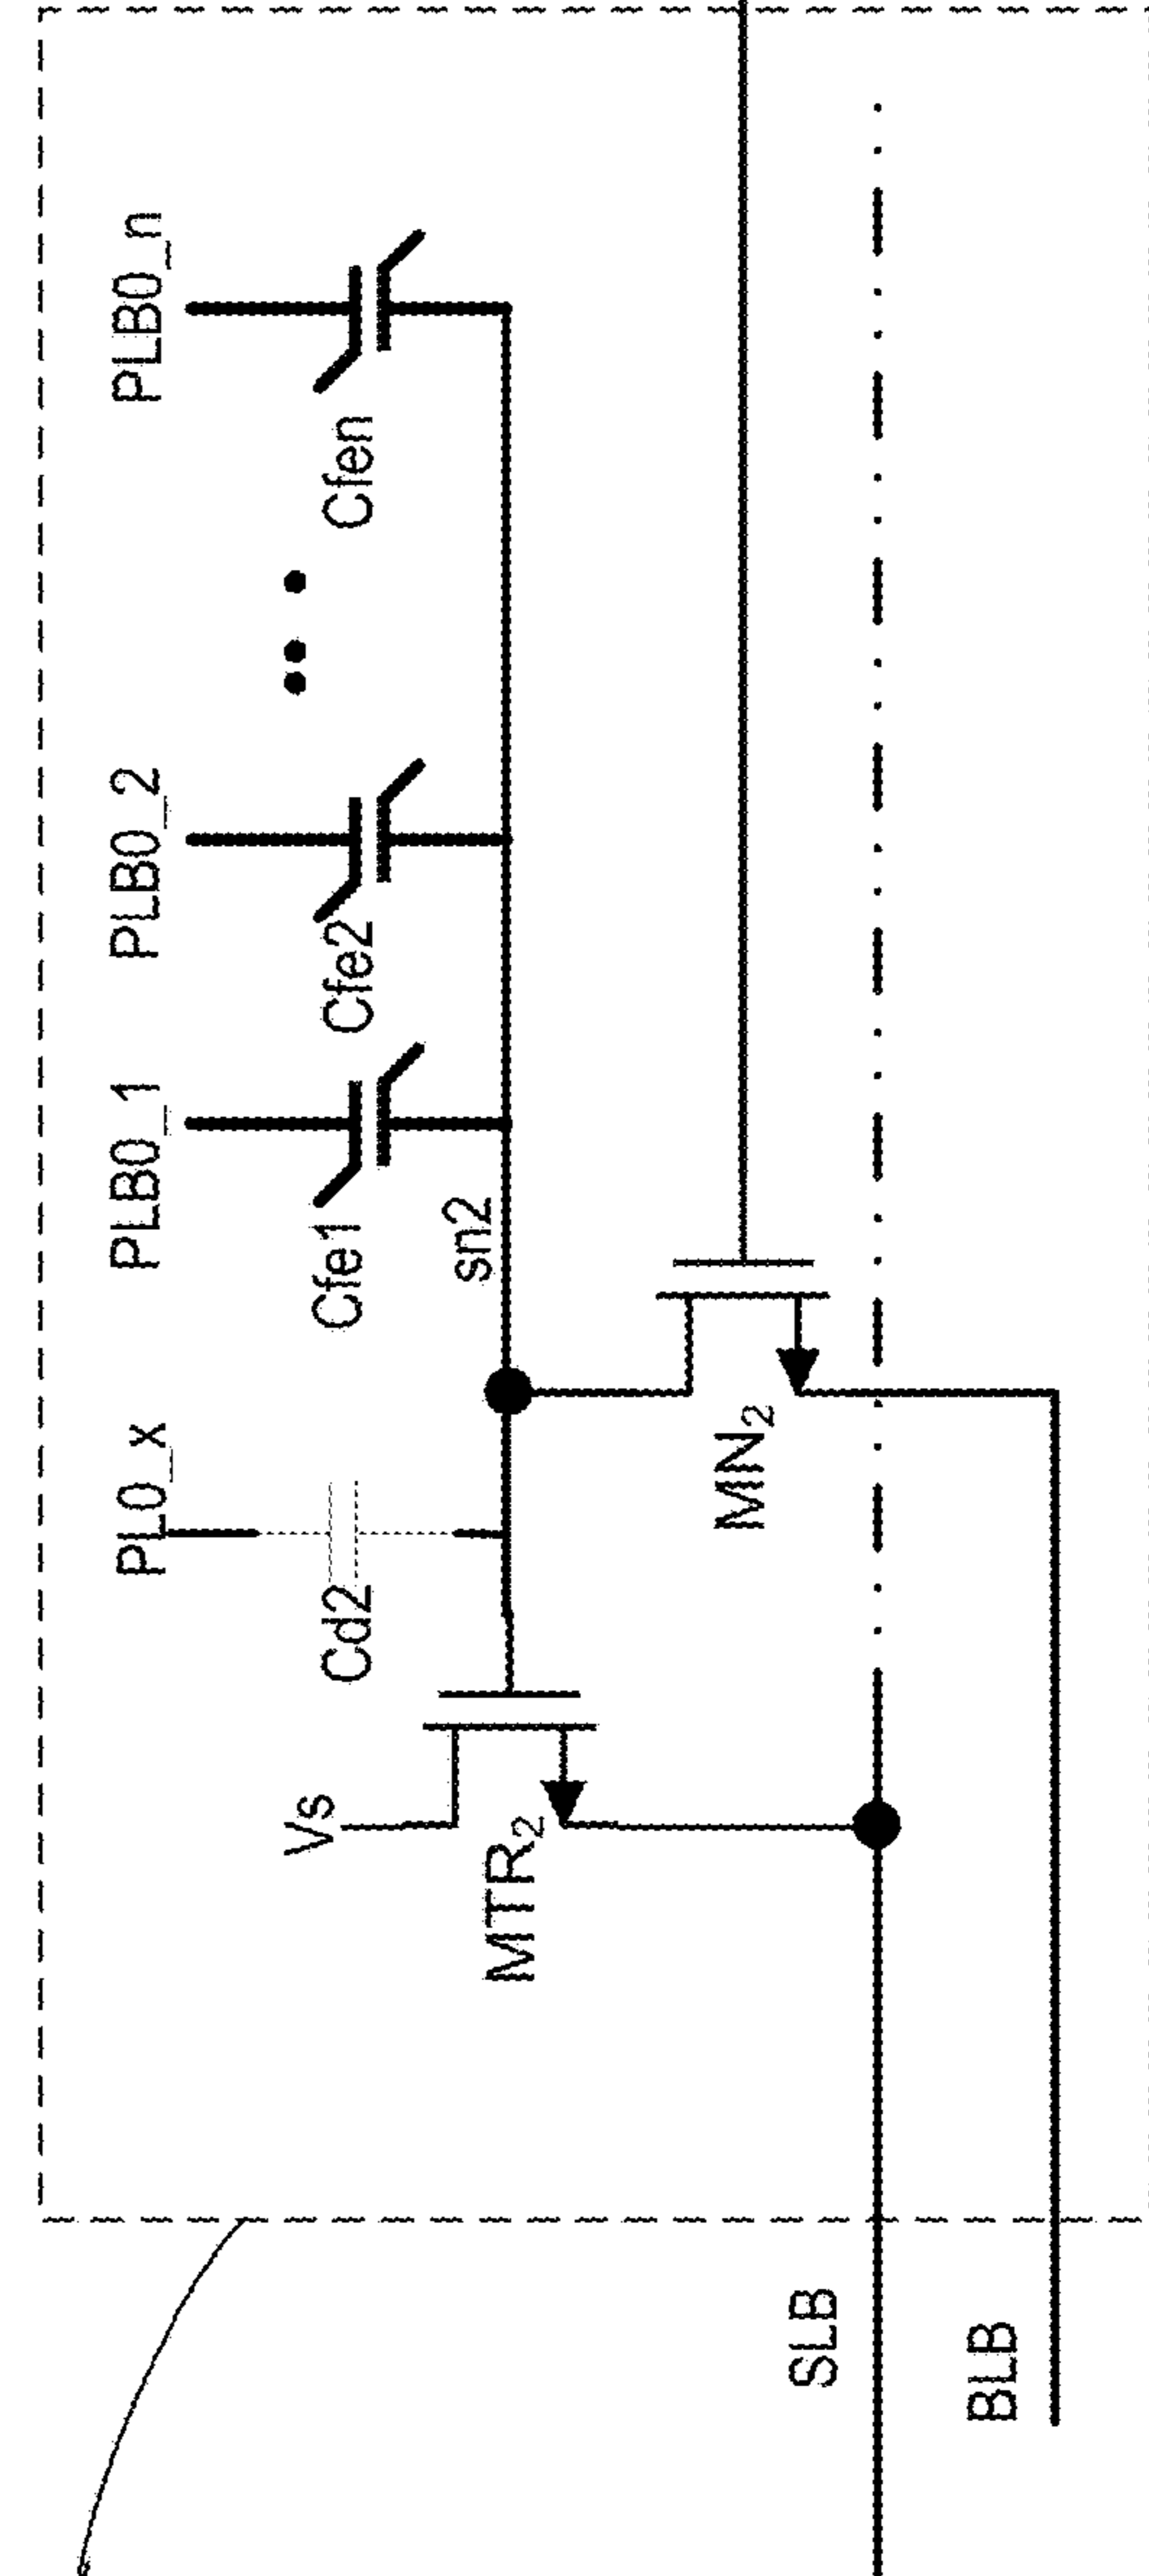 PL0_x
PLB0_1
PLB0_2
PLB0_n
Vs
Cd2
Cfe1
Cfe2
Cfen
sn2
MTR₂
MN₂
SLB
BLB